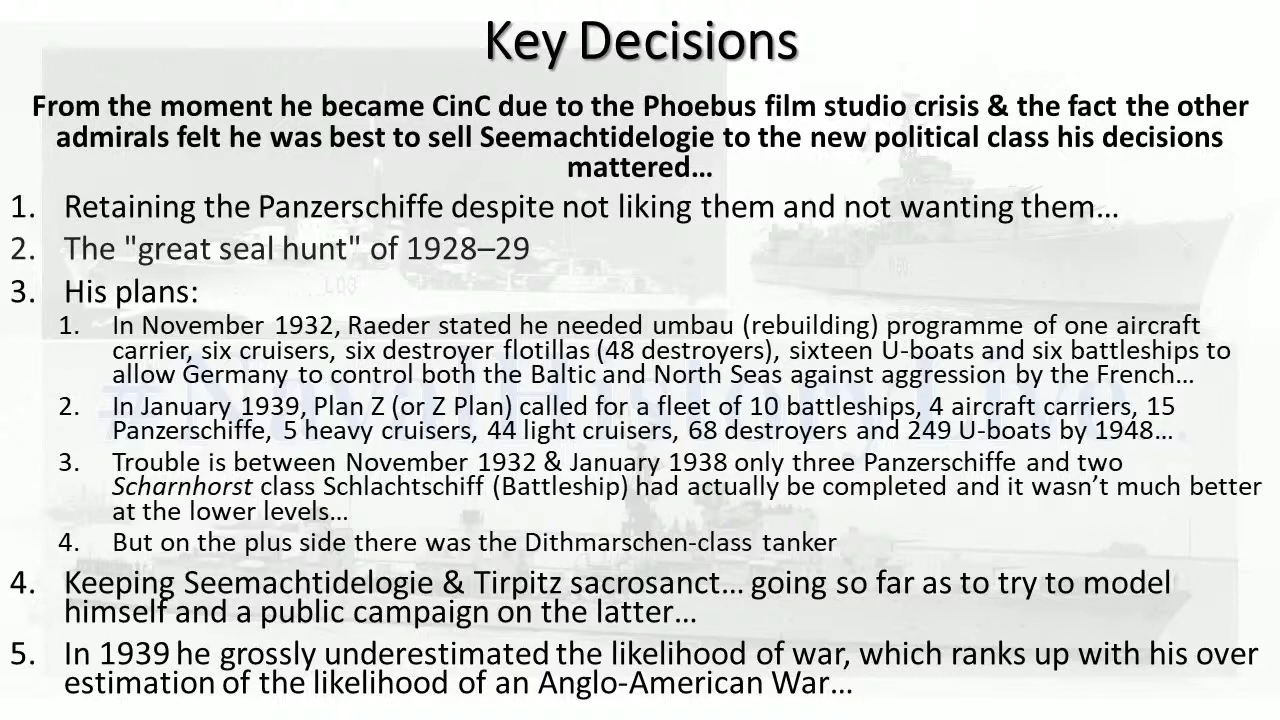 Key Decisions
From the moment he became CinC due to the Phoebus film studio crisis & the fact the other
admirals felt he was best to sell Seemachtidelogie to the new political class his decisions
mattered…
1. Retaining the Panzerschiffe despite not liking them and not wanting them…
2. The "great seal hunt" of 1928–29
3. His plans:
1. In November 1932, Raeder stated he needed umbau (rebuilding) programme of one aircraft
carrier, six cruisers, six destroyer flotillas (48 destroyers), sixteen U-boats and six battleships to
allow Germany to control both the Baltic and North Seas against aggression by the French…
2. In January 1939, Plan Z (or Z Plan) called for a fleet of 10 battleships, 4 aircraft carriers, 15
Panzerschiffe, 5 heavy cruisers, 44 light cruisers, 68 destroyers and 249 U-boats by 1948…
3. Trouble is between November 1932 & January 1938 only three Panzerschiffe and two
Scharnhorst class Schlachtschiff (Battleship) had actually be completed and it wasn't much better
at the lower levels…
4. But on the plus side there was the Dithmarschen-class tanker
4. Keeping Seemachtidelogie & Tirpitz sacrosanct… going so far as to try to model
himself and a public campaign on the latter…
5. In 1939 he grossly underestimated the likelihood of war, which ranks up with his over
estimation of the likelihood of an Anglo-American War…
L03